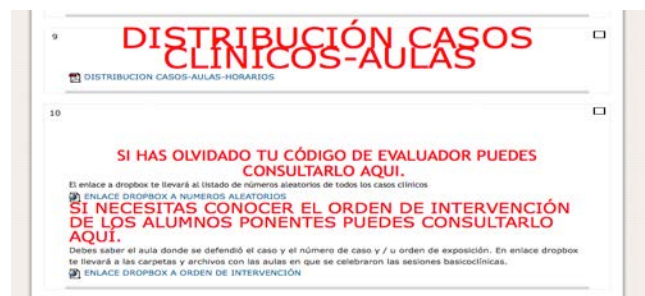 9
DISTRIBUCIÓN CASOS
CLÍNICOS-AULAS
DISTRIBUCION CASOS-AULAS-HORARIOS
10
SI HAS OLVIDADO TU CÓDIGO DE EVALUADOR PUEDES
CONSULTARLO AQUI.
El enlace a dropbox te llevará al listado de números aleatorios de todos los casos clínicos
ENLACE DROPBOX A NUMEROS ALEATORIOS
SI NECESITAS CONOCER EL ORDEN DE INTERVENCIÓN
DE LOS ALUMNOS PONENTES PUEDES CONSULTARLO
AQUÍ.
Debes saber el aula donde se defendió el caso y el número de caso y / u orden de exposición. En enlace dropbox
te llevará a las carpetas y archivos con las aulas en que se celebraron las sesiones basicoclínicas.
ENLACE DROPBOX A ORDEN DE INTERVENCIÓN